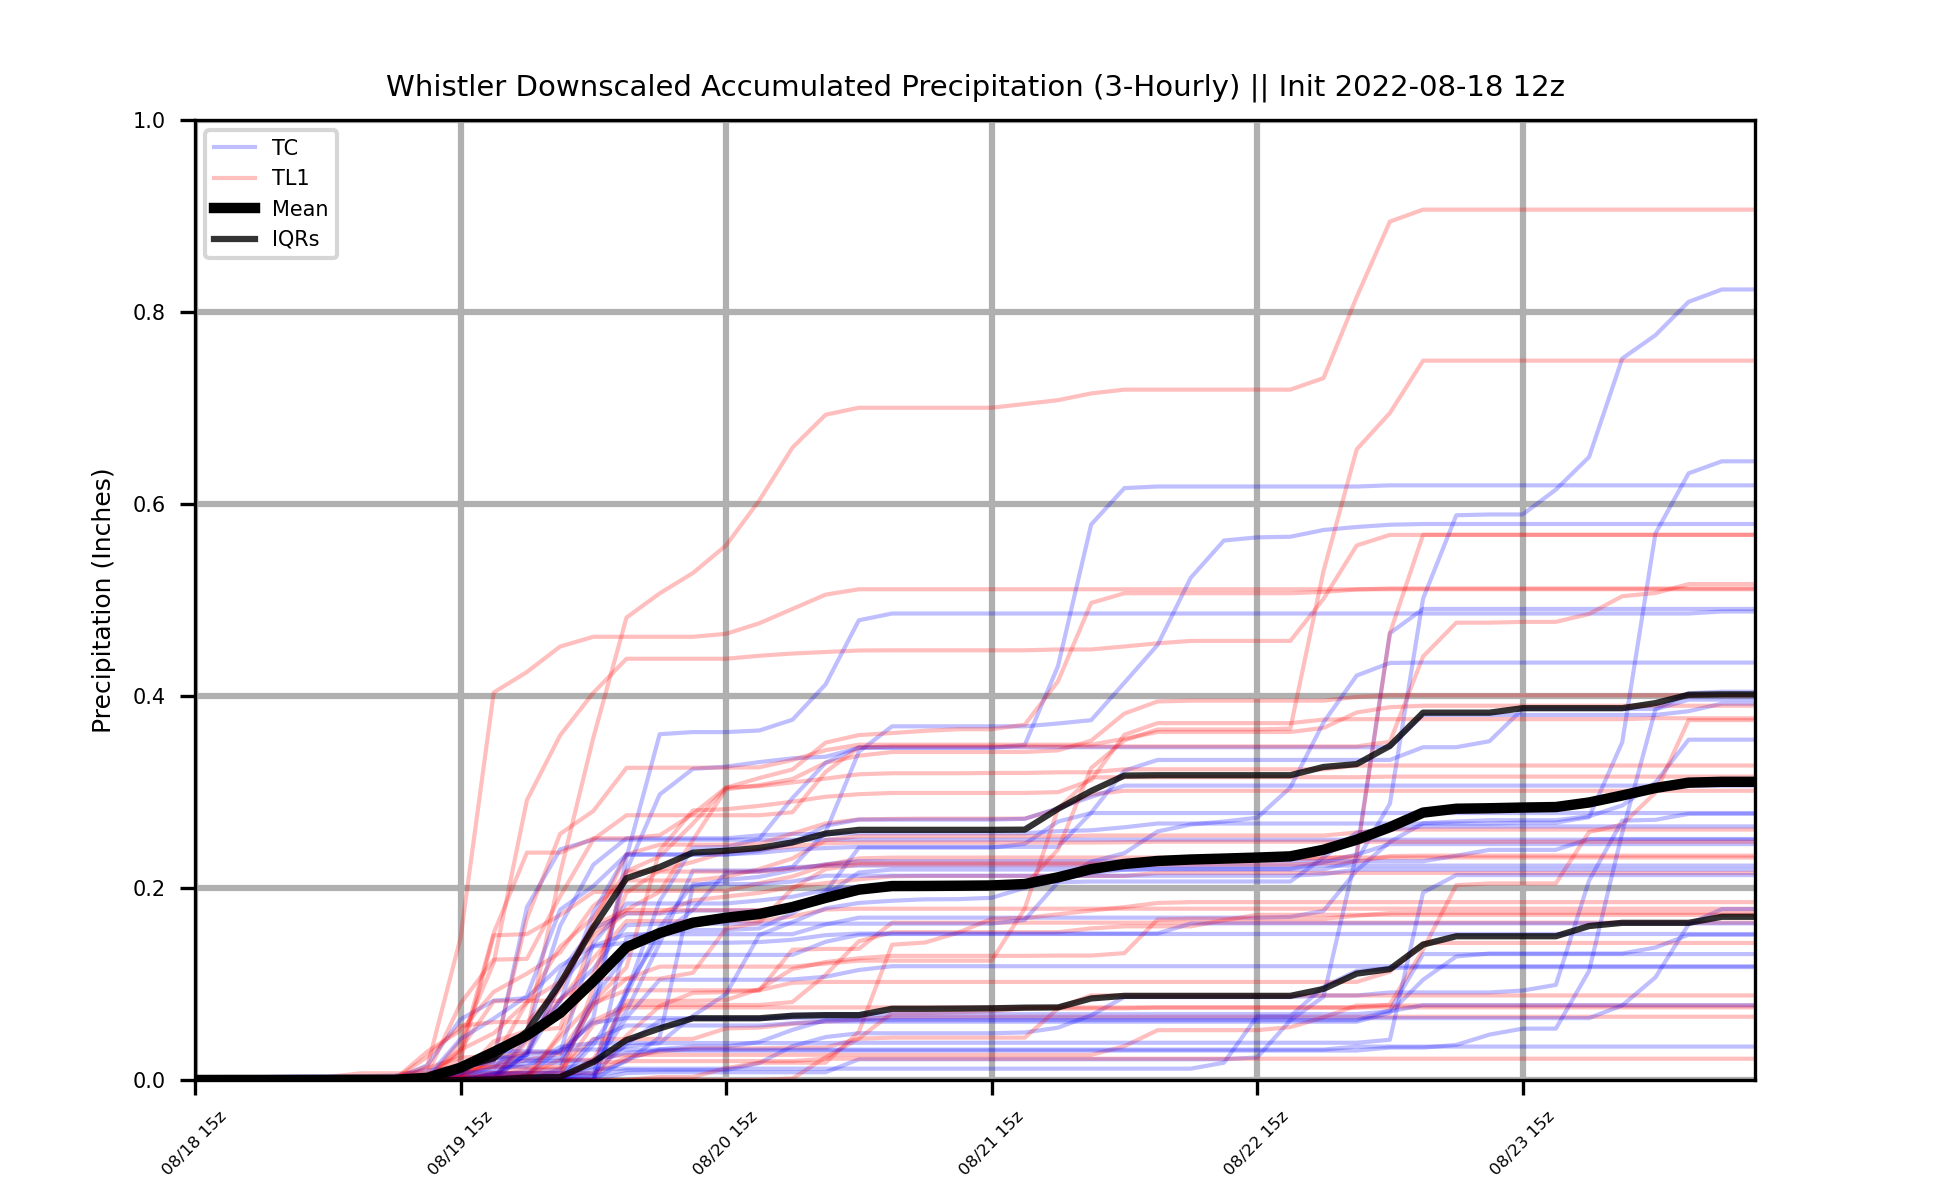 Whistler Downscaled Accumulated Precipitation (3-Hourly) || Init 2022-08-18 12z
TC
TL1
Mean
IQRs
Precipitation (Inches)
1.0
0.8
0.6
0.4
0.2
0.0
08/18 15z
08/19 15z
08/20 15z
08/21 15z
08/22 15z
08/23 15z